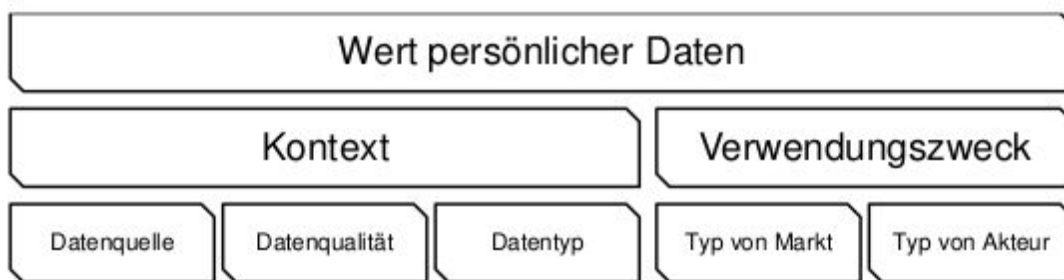 Wert persönlicher Daten
Kontext
Verwendungszweck
Datenquelle
Datenqualität
Datentyp
Typ von Markt
Typ von Akteur